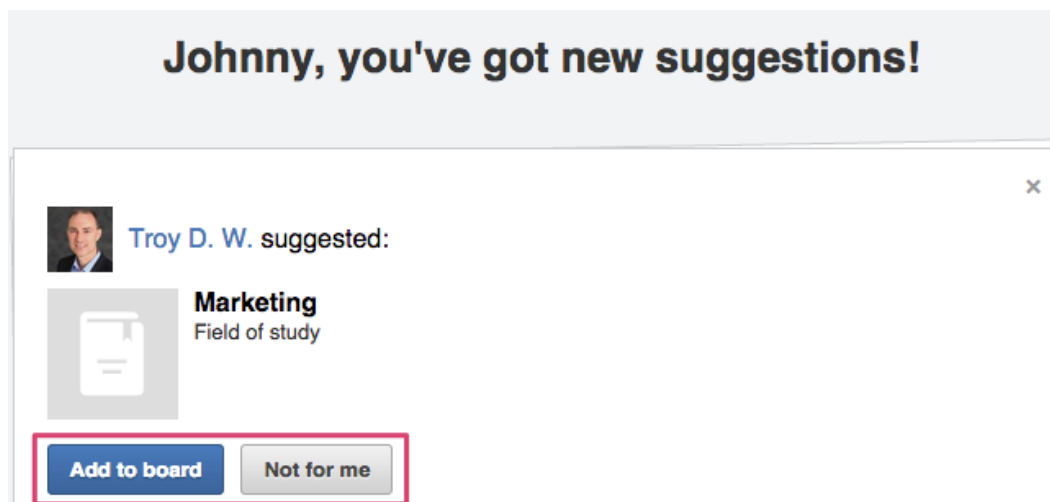 Johnny, you've got new suggestions!
×
Troy D. W. suggested:
Marketing
Field of study
Add to board Not for me